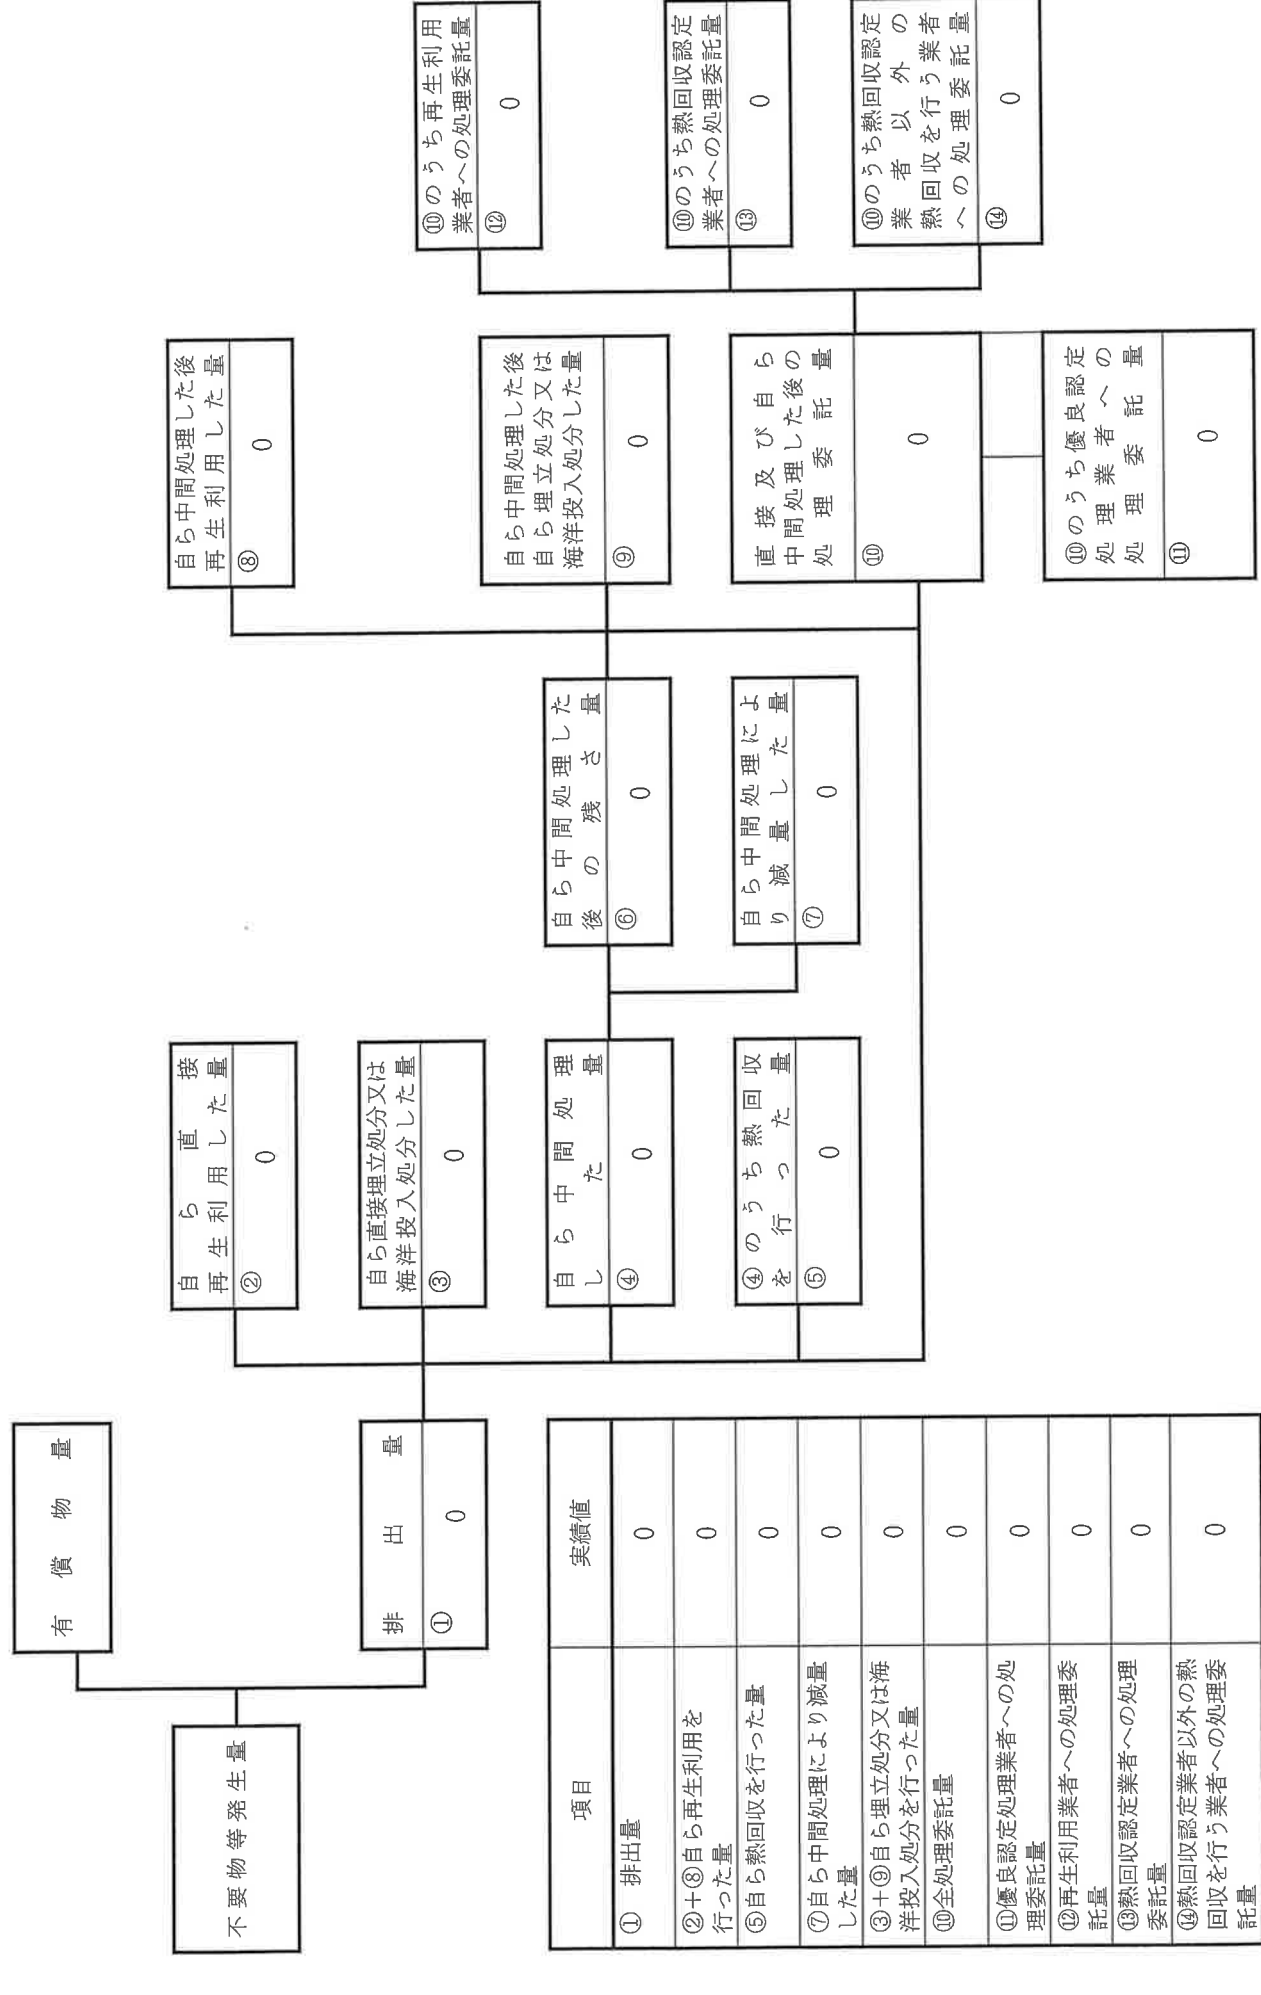 有償物量
不要物等発生量
排出量
① 0
自ら直接
再生利用した量
② 0
自ら直接埋立処分又は
海洋投入処分した量
③ 0
自ら中間処理
した量
④ 0
④のうち熱回収
を行った量
⑤ 0
自ら中間処理した
後の残さ量
⑥ 0
自ら中間処理によ
り減量した量
⑦ 0
自ら中間処理した後
再生利用した量
⑧ 0
自ら中間処理した後
自ら埋立処分又は
海洋投入処分した量
⑨ 0
直接及び自ら
中間処理した後の
処理委託量
⑩ 0
⑩のうち優良認定
処理業者への
処理委託量
⑪ 0
⑩のうち再生利用
業者への処理委託量
⑫ 0
⑩のうち熱回収認定
業者への処理委託量
⑬ 0
⑩のうち熱回収認定
業者以外の
熱回収を行う業者
への処理委託量
⑭ 0
項目 実績値
① 排出量 0
②+⑧自ら再生利用を
行った量 0
⑤自ら熱回収を行った量 0
⑦自ら中間処理により減量
した量 0
③+⑨自ら埋立処分又は海
洋投入処分を行った量 0
⑩全処理委託量 0
⑪優良認定処理業者への処
理委託量 0
⑫再生利用業者への処理委
託量 0
⑬熱回収認定業者への処理
委託量 0
⑭熱回収認定業者以外の熱
回収を行う業者への処理委
託量 0